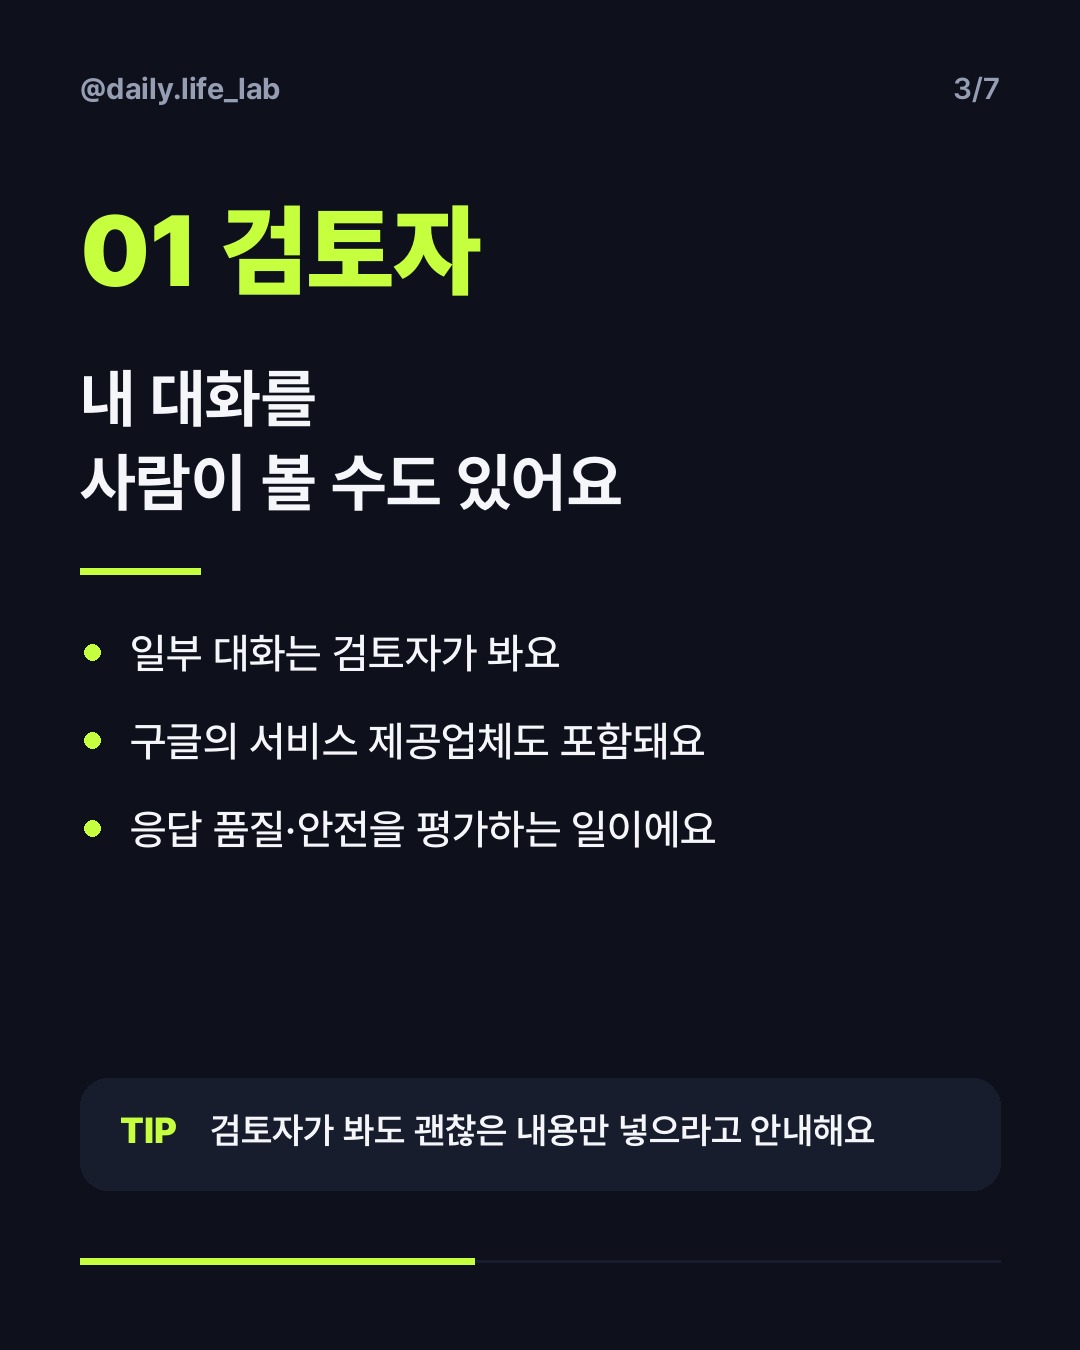 @daily.life_lab
3/7
01 검토자
내 대화를
사람이 볼 수도 있어요
일부 대화는 검토자가 봐요
구글의 서비스 제공업체도 포함돼요
응답 품질·안전을 평가하는 일이에요
TIP 검토자가 봐도 괜찮은 내용만 넣으라고 안내해요